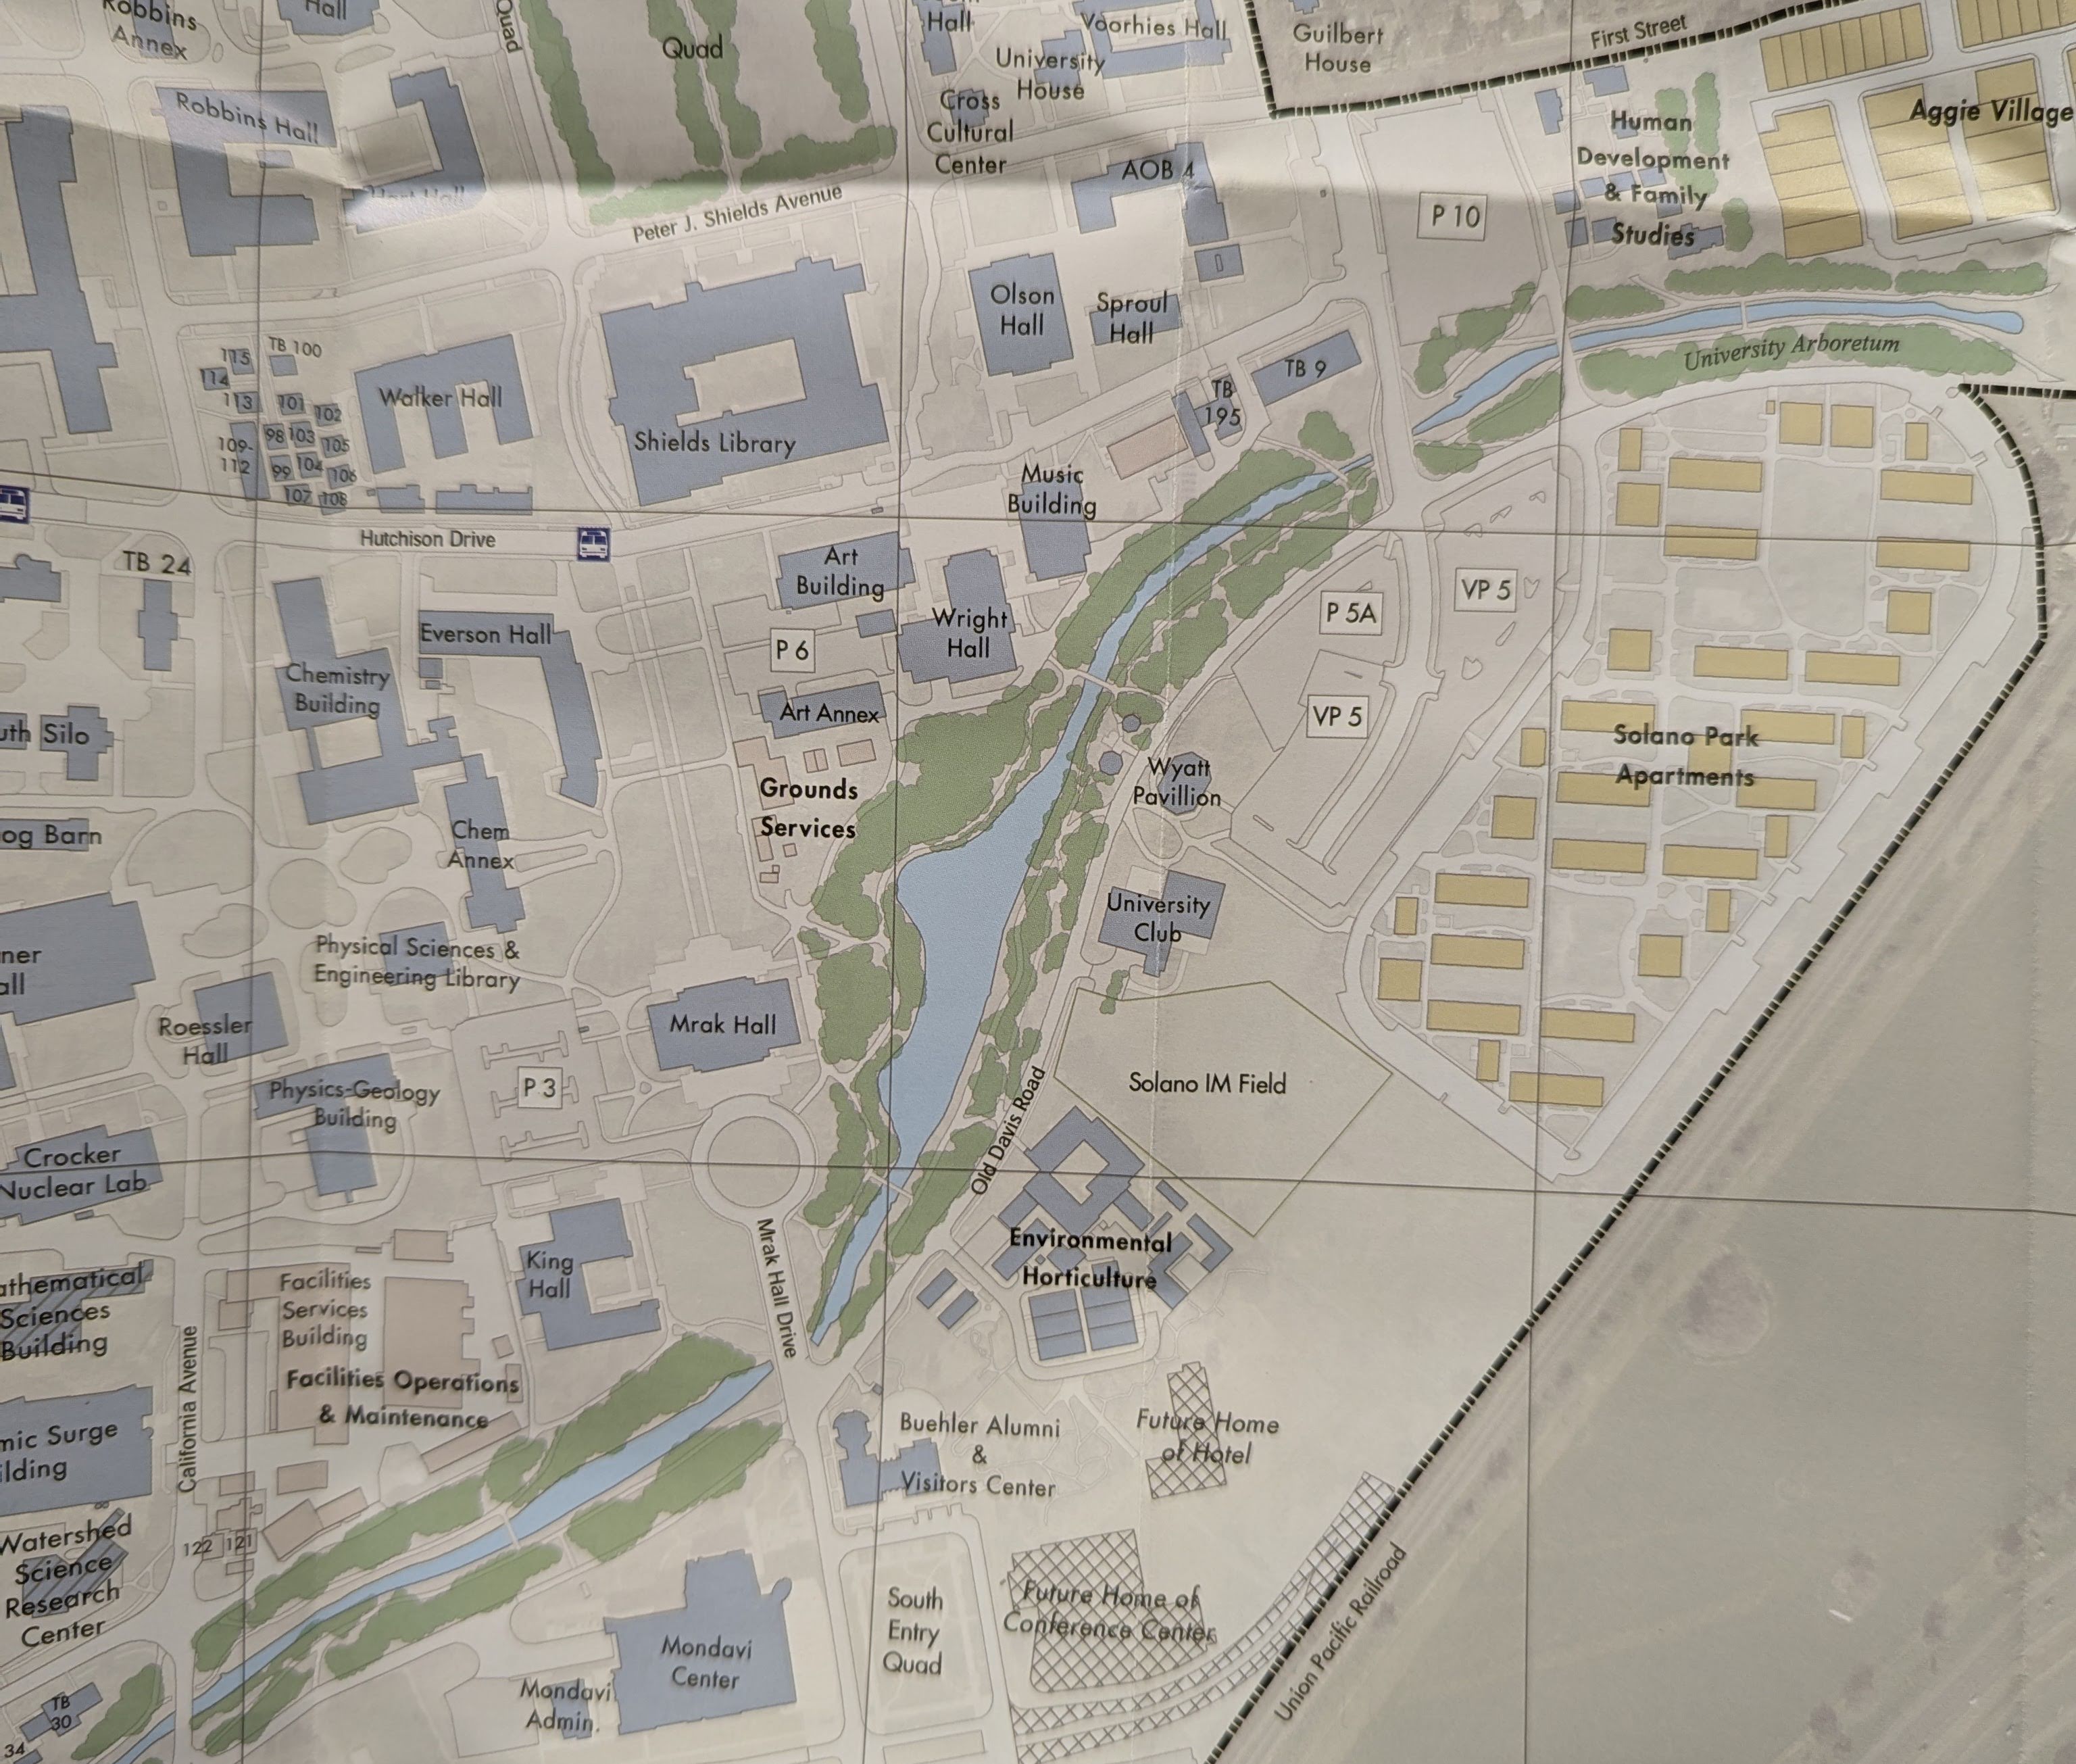 Robbins
Annex
Hall
Quad
Quad
Hall
Voorhies Hall
University
House
Cross
Cultural
Center
Guilbert
House
First Street
Aggie Village
Human
Development
& Family
Studies
Robbins Hall
Hart Hall
Peter J. Shields Avenue
AOB 4
P 10
Olson
Hall
Sproul
Hall
University Arboretum
TB 9
TB
195
115
TB 100
114
113
101
102
98
103
105
109-
112
99
104
106
107
108
Walker Hall
Shields Library
Music
Building
Hutchison Drive
TB 24
Art
Building
Wright
Hall
P 6
Art Annex
Everson Hall
Chemistry
Building
uth Silo
P 5A
VP 5
VP 5
Wyatt
Pavillion
Solano Park
Apartments
Grounds
Services
og Barn
Chem
Annex
University
Club
Physical Sciences &
Engineering Library
ner
all
Roessler
Hall
Mrak Hall
P 3
Physics-Geology
Building
Solano IM Field
Old Davis Road
Crocker
Nuclear Lab
Mrak Hall Drive
King
Hall
Environmental
Horticulture
athematical
Sciences
Building
Facilities
Services
Building
Facilities Operations
& Maintenance
California Avenue
mic Surge
ilding
Buehler Alumni
&
Visitors Center
Future Home
of Hotel
Watershed
Science
Research
Center
122
121
South
Entry
Quad
Future Home of
Conference Center
Union Pacific Railroad
Mondavi
Center
Mondavi
Admin.
TB
30
34